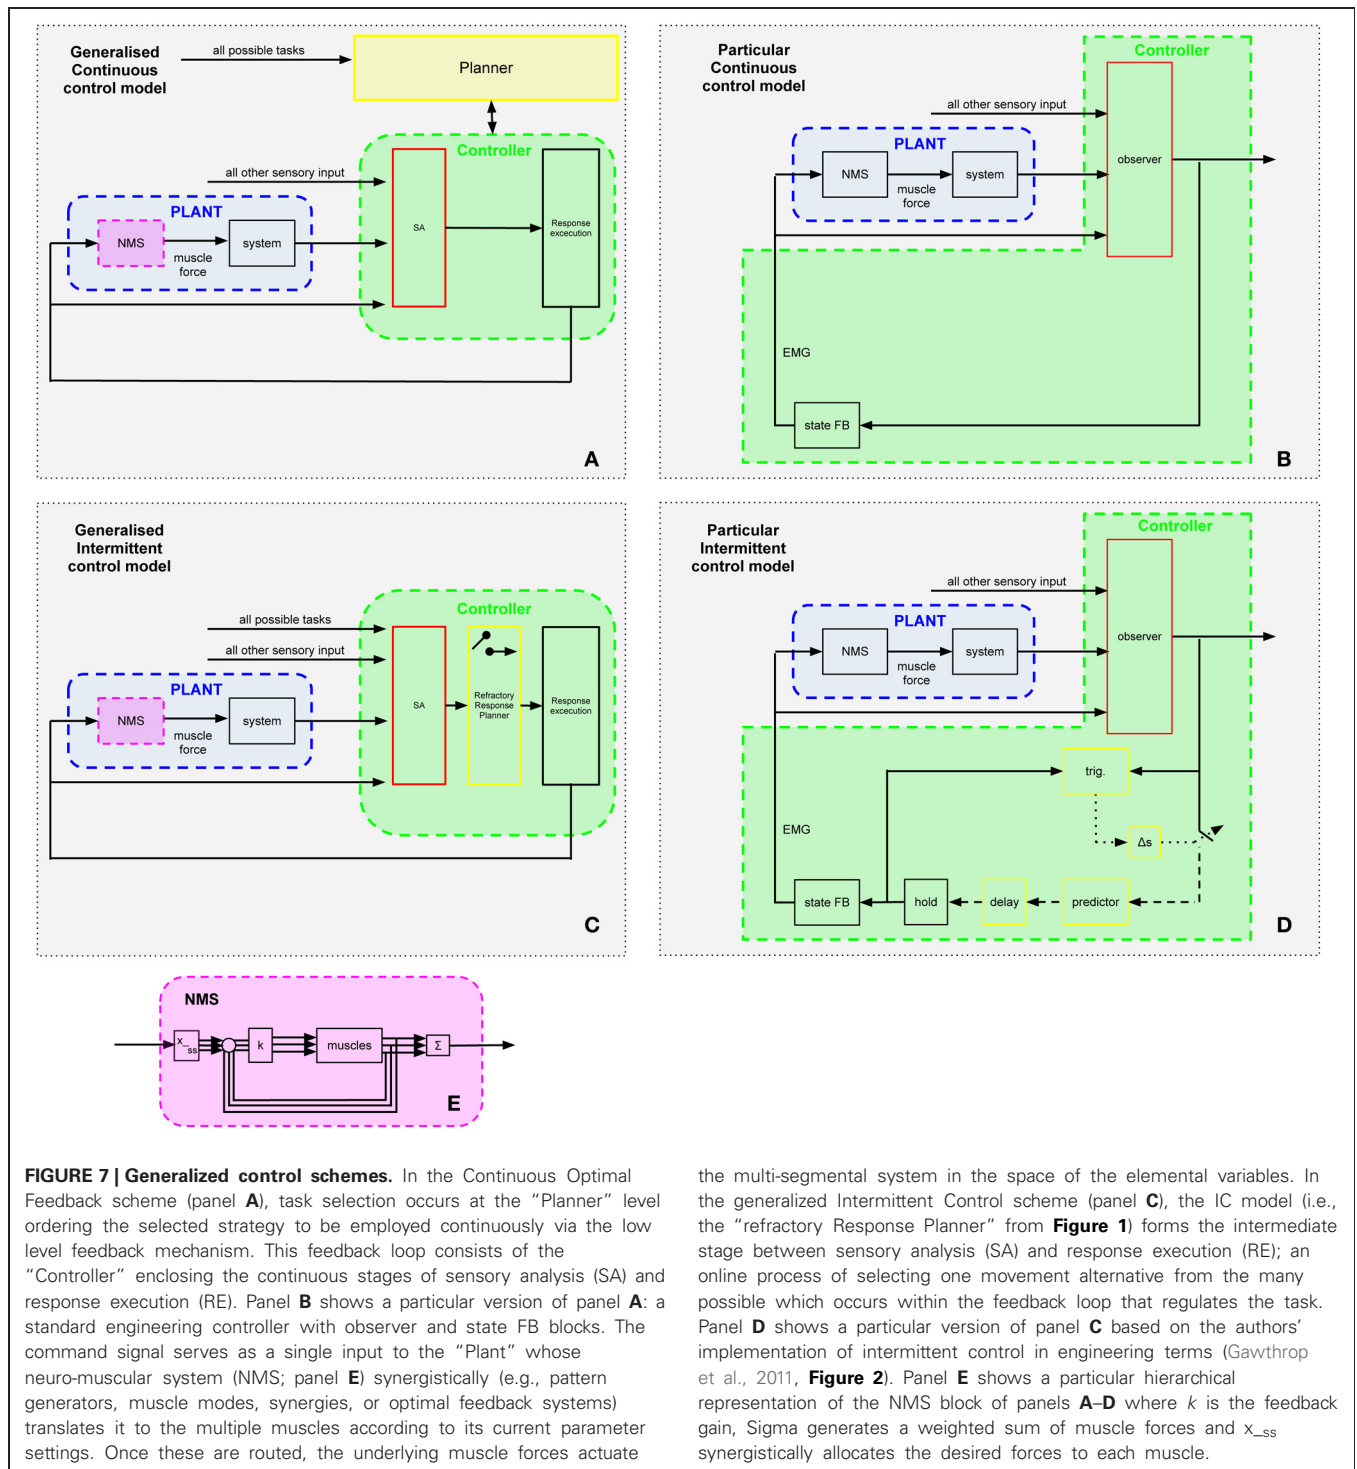 Generalised
Continuous
control model
all possible tasks
Planner
Controller
all other sensory input
PLANT
NMS
muscle
force
system
SA
Response
excecution
A
Particular
Continuous
control model
Controller
all other sensory input
PLANT
NMS
muscle
force
system
observer
EMG
state FB
B
Generalised
Intermittent
control model
Controller
all possible tasks
all other sensory input
PLANT
NMS
muscle
force
system
SA
Refractory
Response
Planner
Response
excecution
C
Particular
Intermittent
control model
Controller
all other sensory input
PLANT
NMS
muscle
force
system
observer
trig.
EMG
Δs
state FB
hold
delay
predictor
D
NMS
x_ss
k
muscles
Σ
E
FIGURE 7 | Generalized control schemes. In the Continuous Optimal
Feedback scheme (panel A), task selection occurs at the “Planner” level
ordering the selected strategy to be employed continuously via the low
level feedback mechanism. This feedback loop consists of the
“Controller” enclosing the continuous stages of sensory analysis (SA) and
response execution (RE). Panel B shows a particular version of panel A: a
standard engineering controller with observer and state FB blocks. The
command signal serves as a single input to the “Plant” whose
neuro-muscular system (NMS; panel E) synergistically (e.g., pattern
generators, muscle modes, synergies, or optimal feedback systems)
translates it to the multiple muscles according to its current parameter
settings. Once these are routed, the underlying muscle forces actuate
the multi-segmental system in the space of the elemental variables. In
the generalized Intermittent Control scheme (panel C), the IC model (i.e.,
the “refractory Response Planner” from Figure 1) forms the intermediate
stage between sensory analysis (SA) and response execution (RE); an
online process of selecting one movement alternative from the many
possible which occurs within the feedback loop that regulates the task.
Panel D shows a particular version of panel C based on the authors’
implementation of intermittent control in engineering terms (Gawthrop
et al., 2011, Figure 2). Panel E shows a particular hierarchical
representation of the NMS block of panels A–D where k is the feedback
gain, Sigma generates a weighted sum of muscle forces and x_ss
synergistically allocates the desired forces to each muscle.